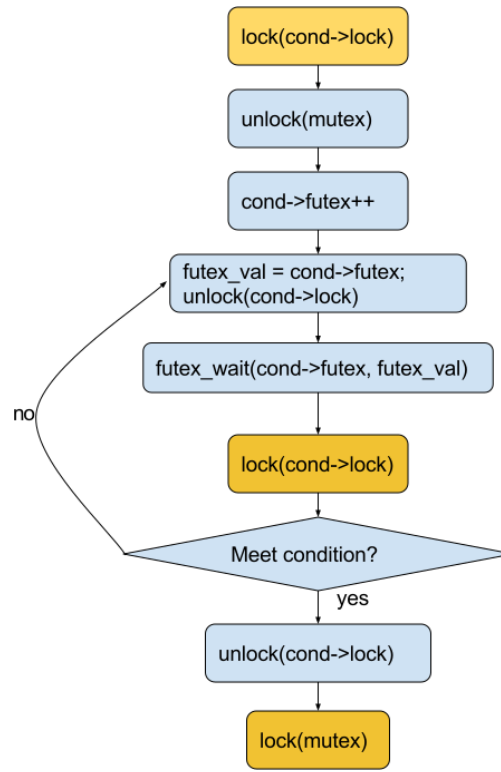 lock(cond->lock)
unlock(mutex)
cond->futex++
futex_val = cond->futex;
unlock(cond->lock)
futex_wait(cond->futex, futex_val)
no
lock(cond->lock)
Meet condition?
yes
unlock(cond->lock)
lock(mutex)